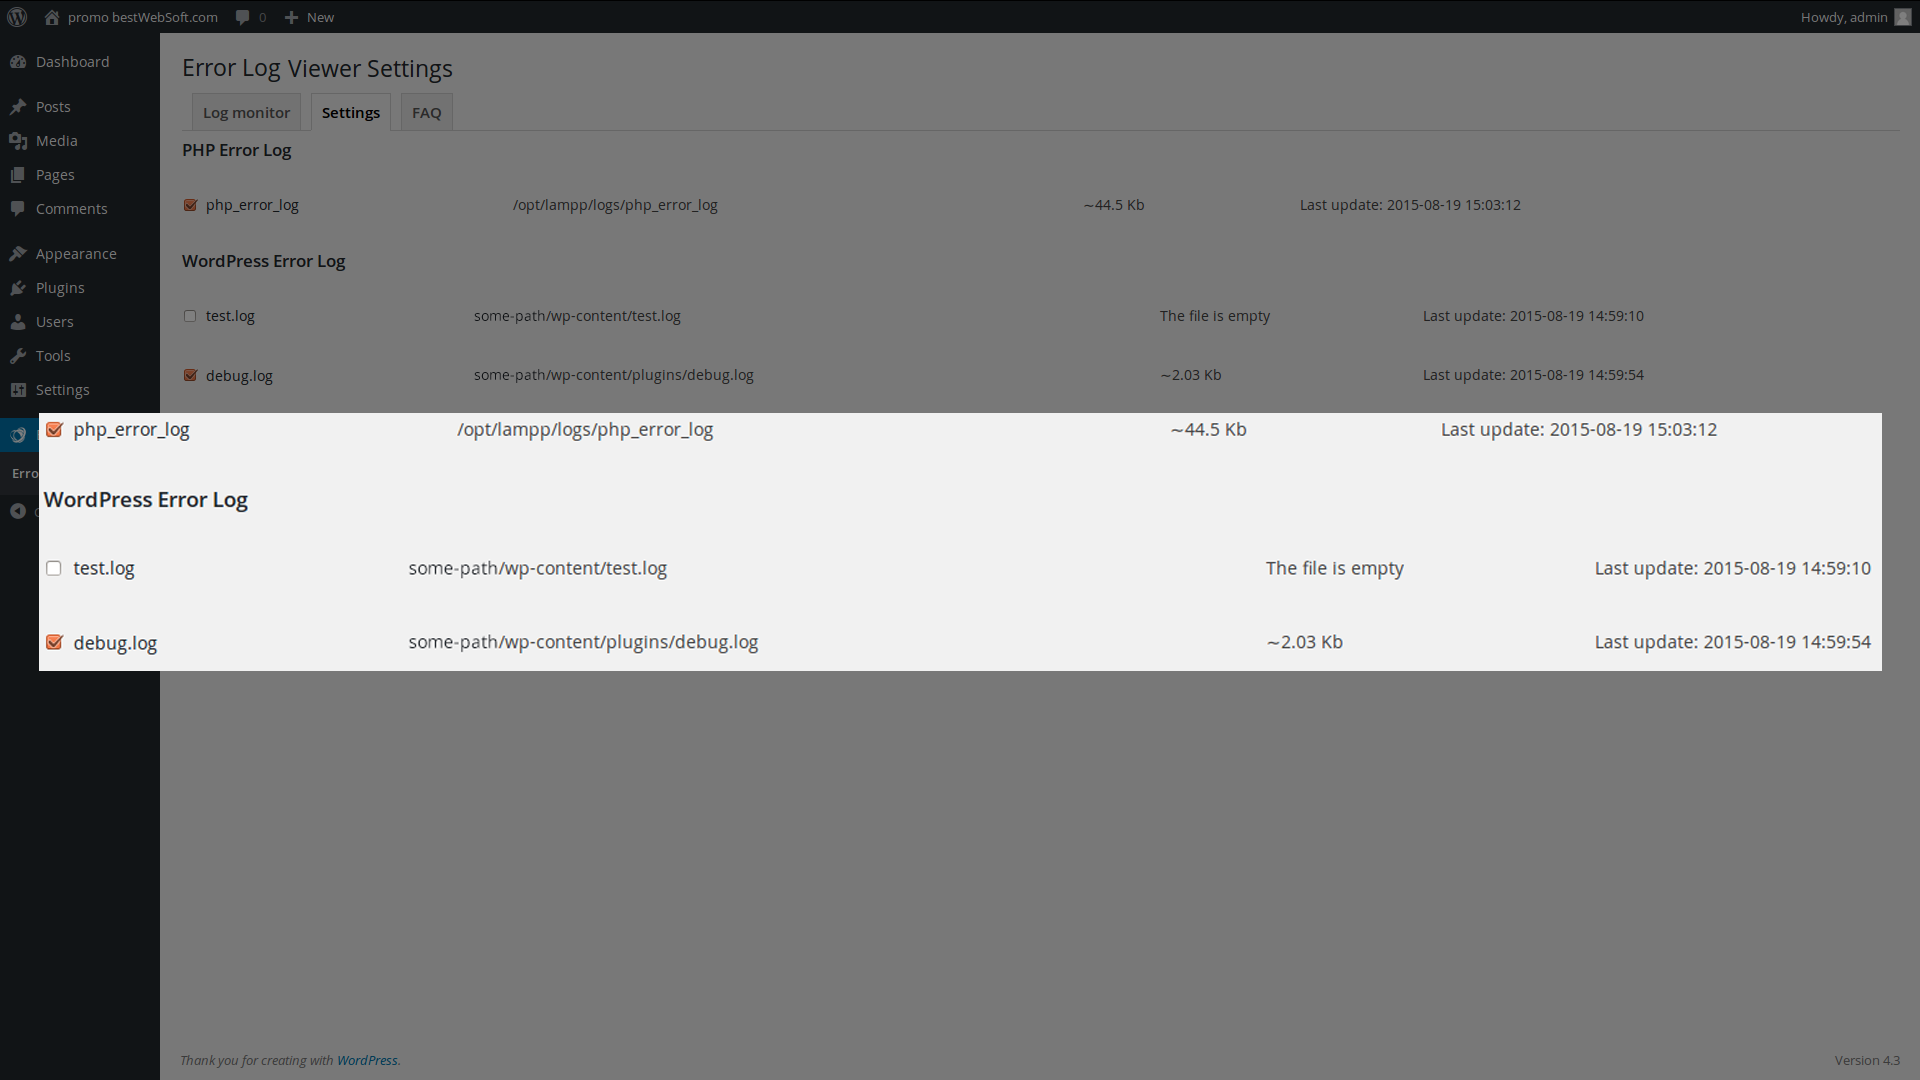 promo bestWebSoft.com 0 New Howdy, admin
Dashboard
Posts
Media
Pages
Comments
Appearance
Plugins
Users
Tools
Settings
Erro
Error Log Viewer Settings
Log monitor Settings FAQ
PHP Error Log
php_error_log /opt/lampp/logs/php_error_log ~44.5 Kb Last update: 2015-08-19 15:03:12
WordPress Error Log
test.log some-path/wp-content/test.log The file is empty Last update: 2015-08-19 14:59:10
debug.log some-path/wp-content/plugins/debug.log ~2.03 Kb Last update: 2015-08-19 14:59:54
php_error_log /opt/lampp/logs/php_error_log ~44.5 Kb Last update: 2015-08-19 15:03:12
WordPress Error Log
test.log some-path/wp-content/test.log The file is empty Last update: 2015-08-19 14:59:10
debug.log some-path/wp-content/plugins/debug.log ~2.03 Kb Last update: 2015-08-19 14:59:54
Thank you for creating with WordPress. Version 4.3